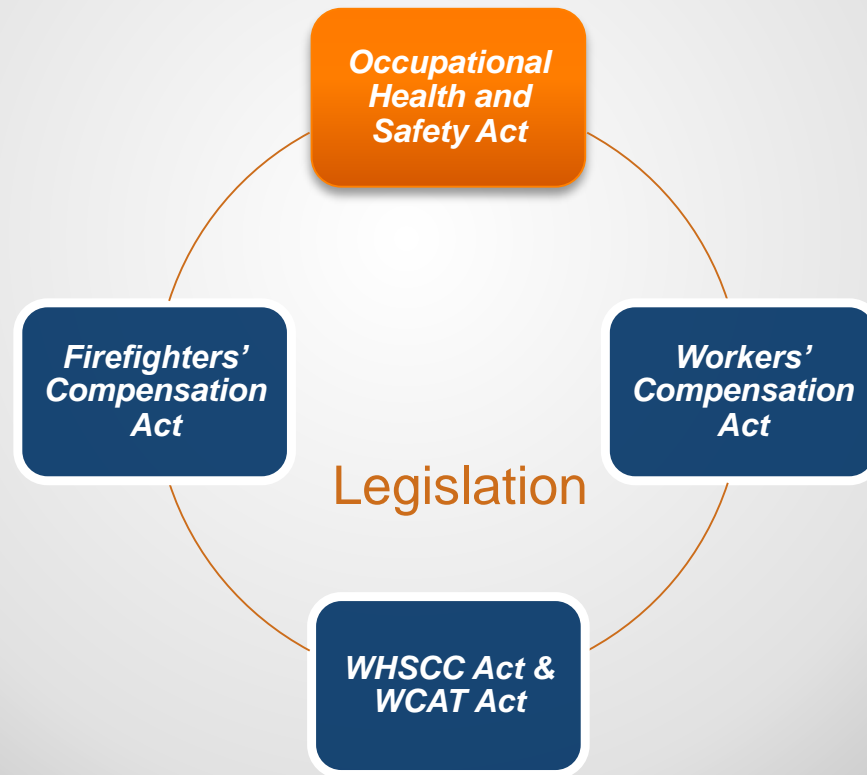 Occupational
Health and
Safety Act
Firefighters’
Compensation
Act
Workers’
Compensation
Act
Legislation
WHSCC Act &
WCAT Act